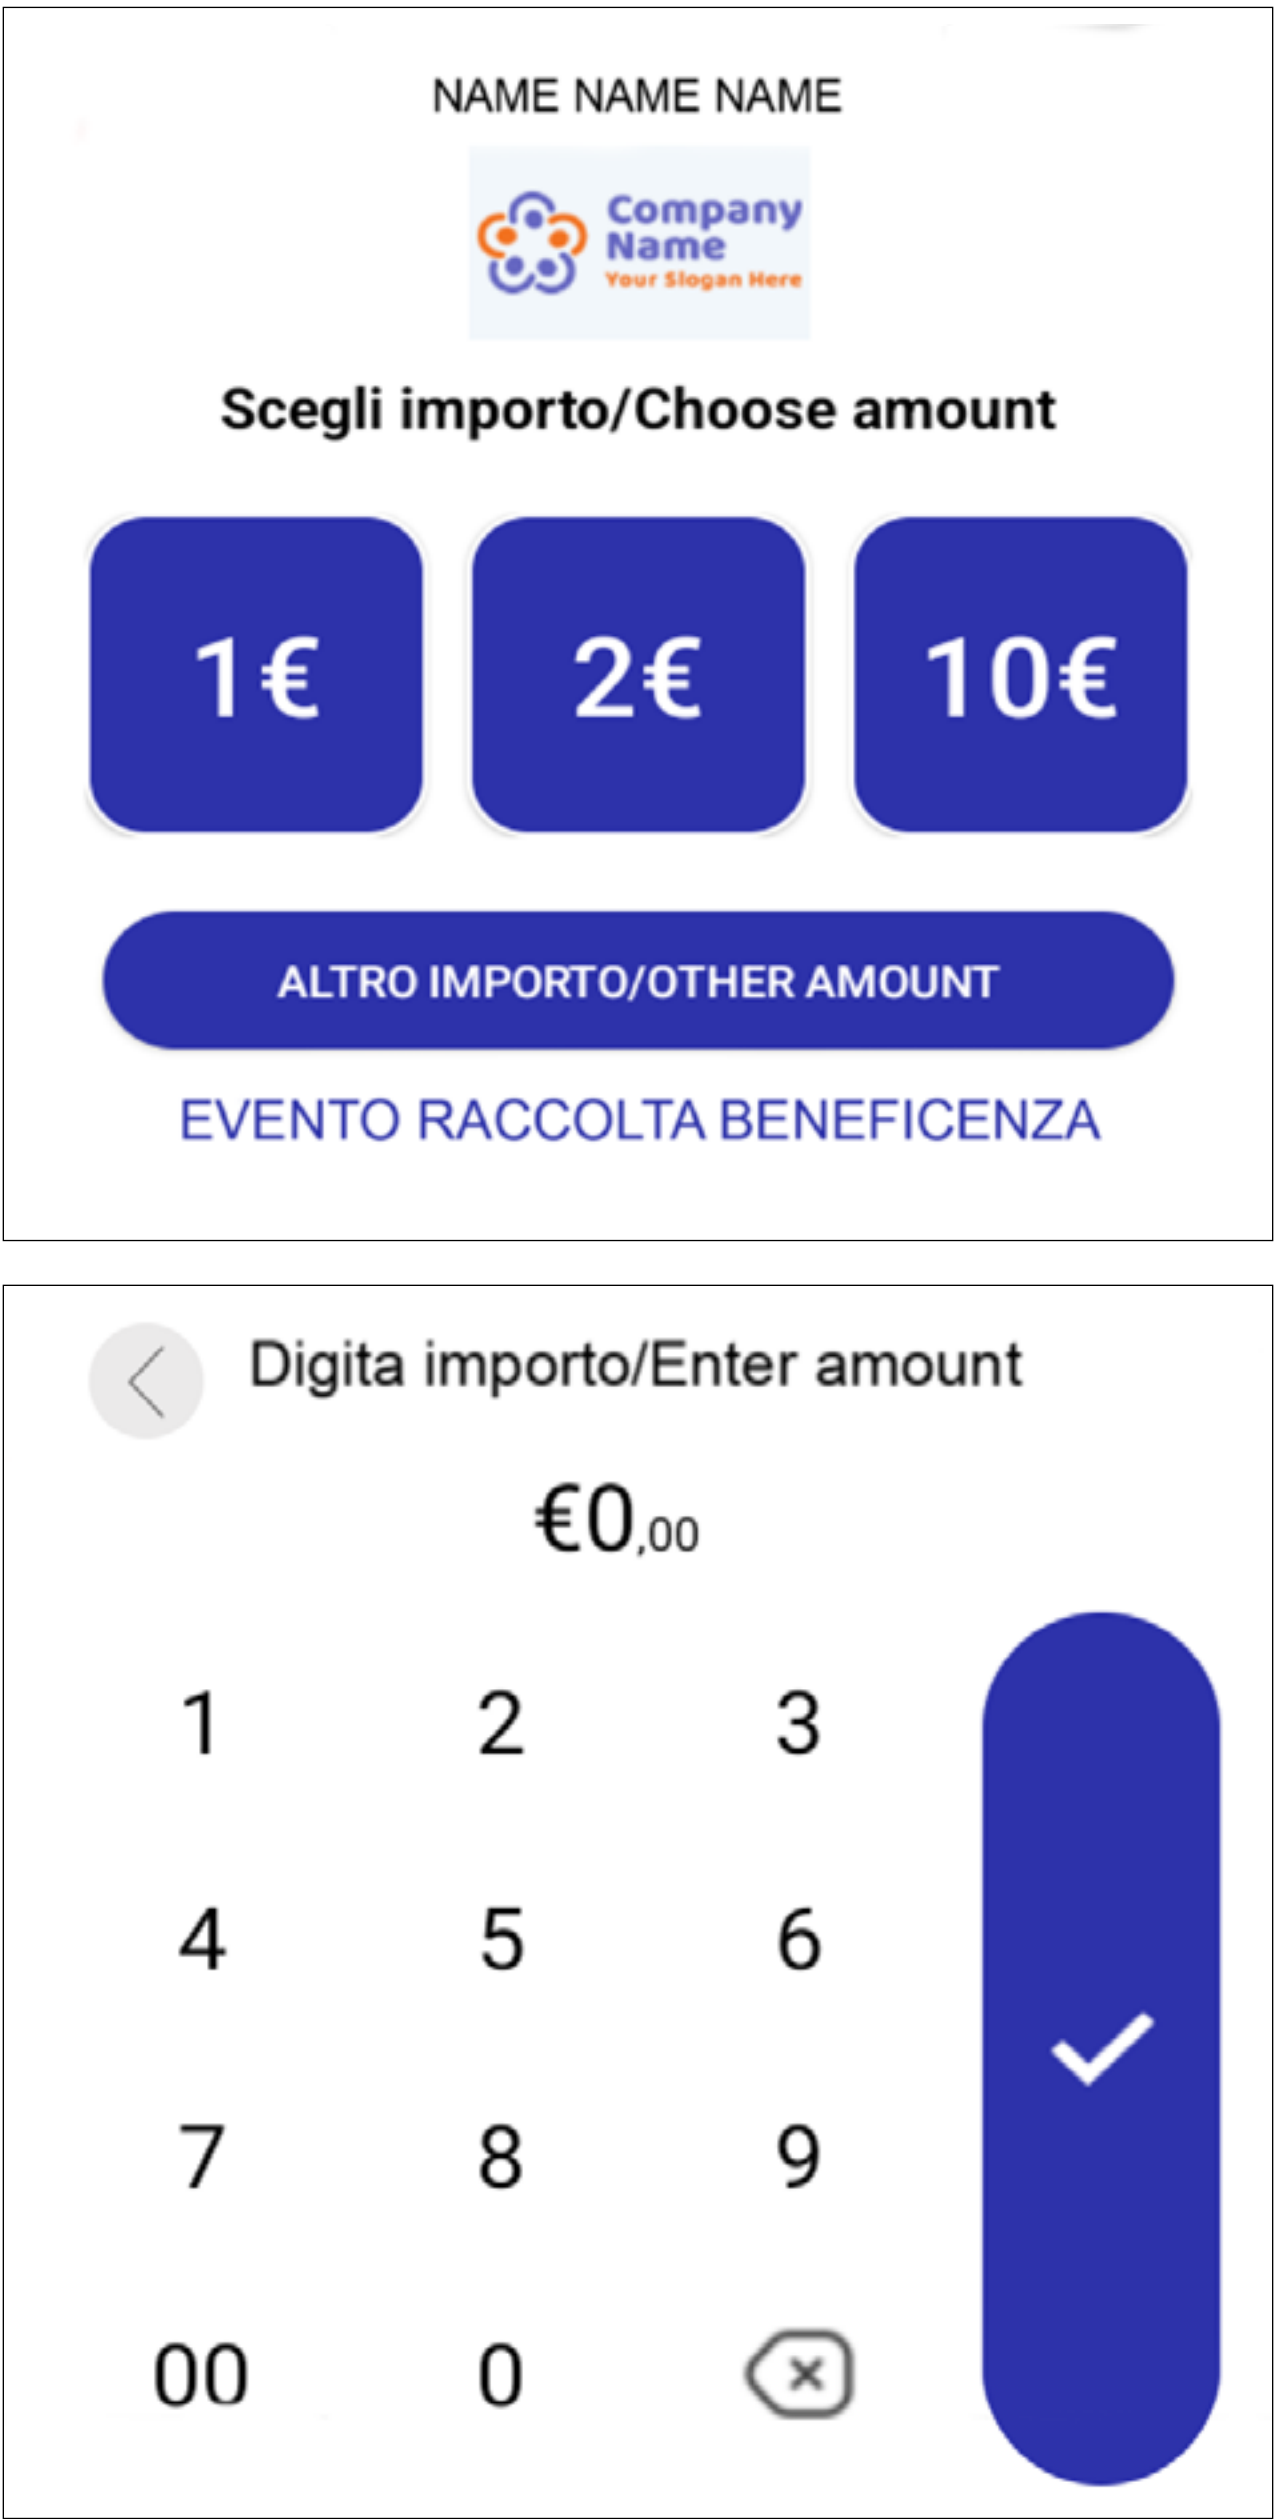 NAME NAME NAME
Company
Name
Your Slogan Here
Scegli importo/Choose amount
1€ 2€ 10€
ALTRO IMPORTO/OTHER AMOUNT
EVENTO RACCOLTA BENEFICENZA
Digita importo/Enter amount
€0,00
1 2 3
4 5 6
7 8 9
00 0